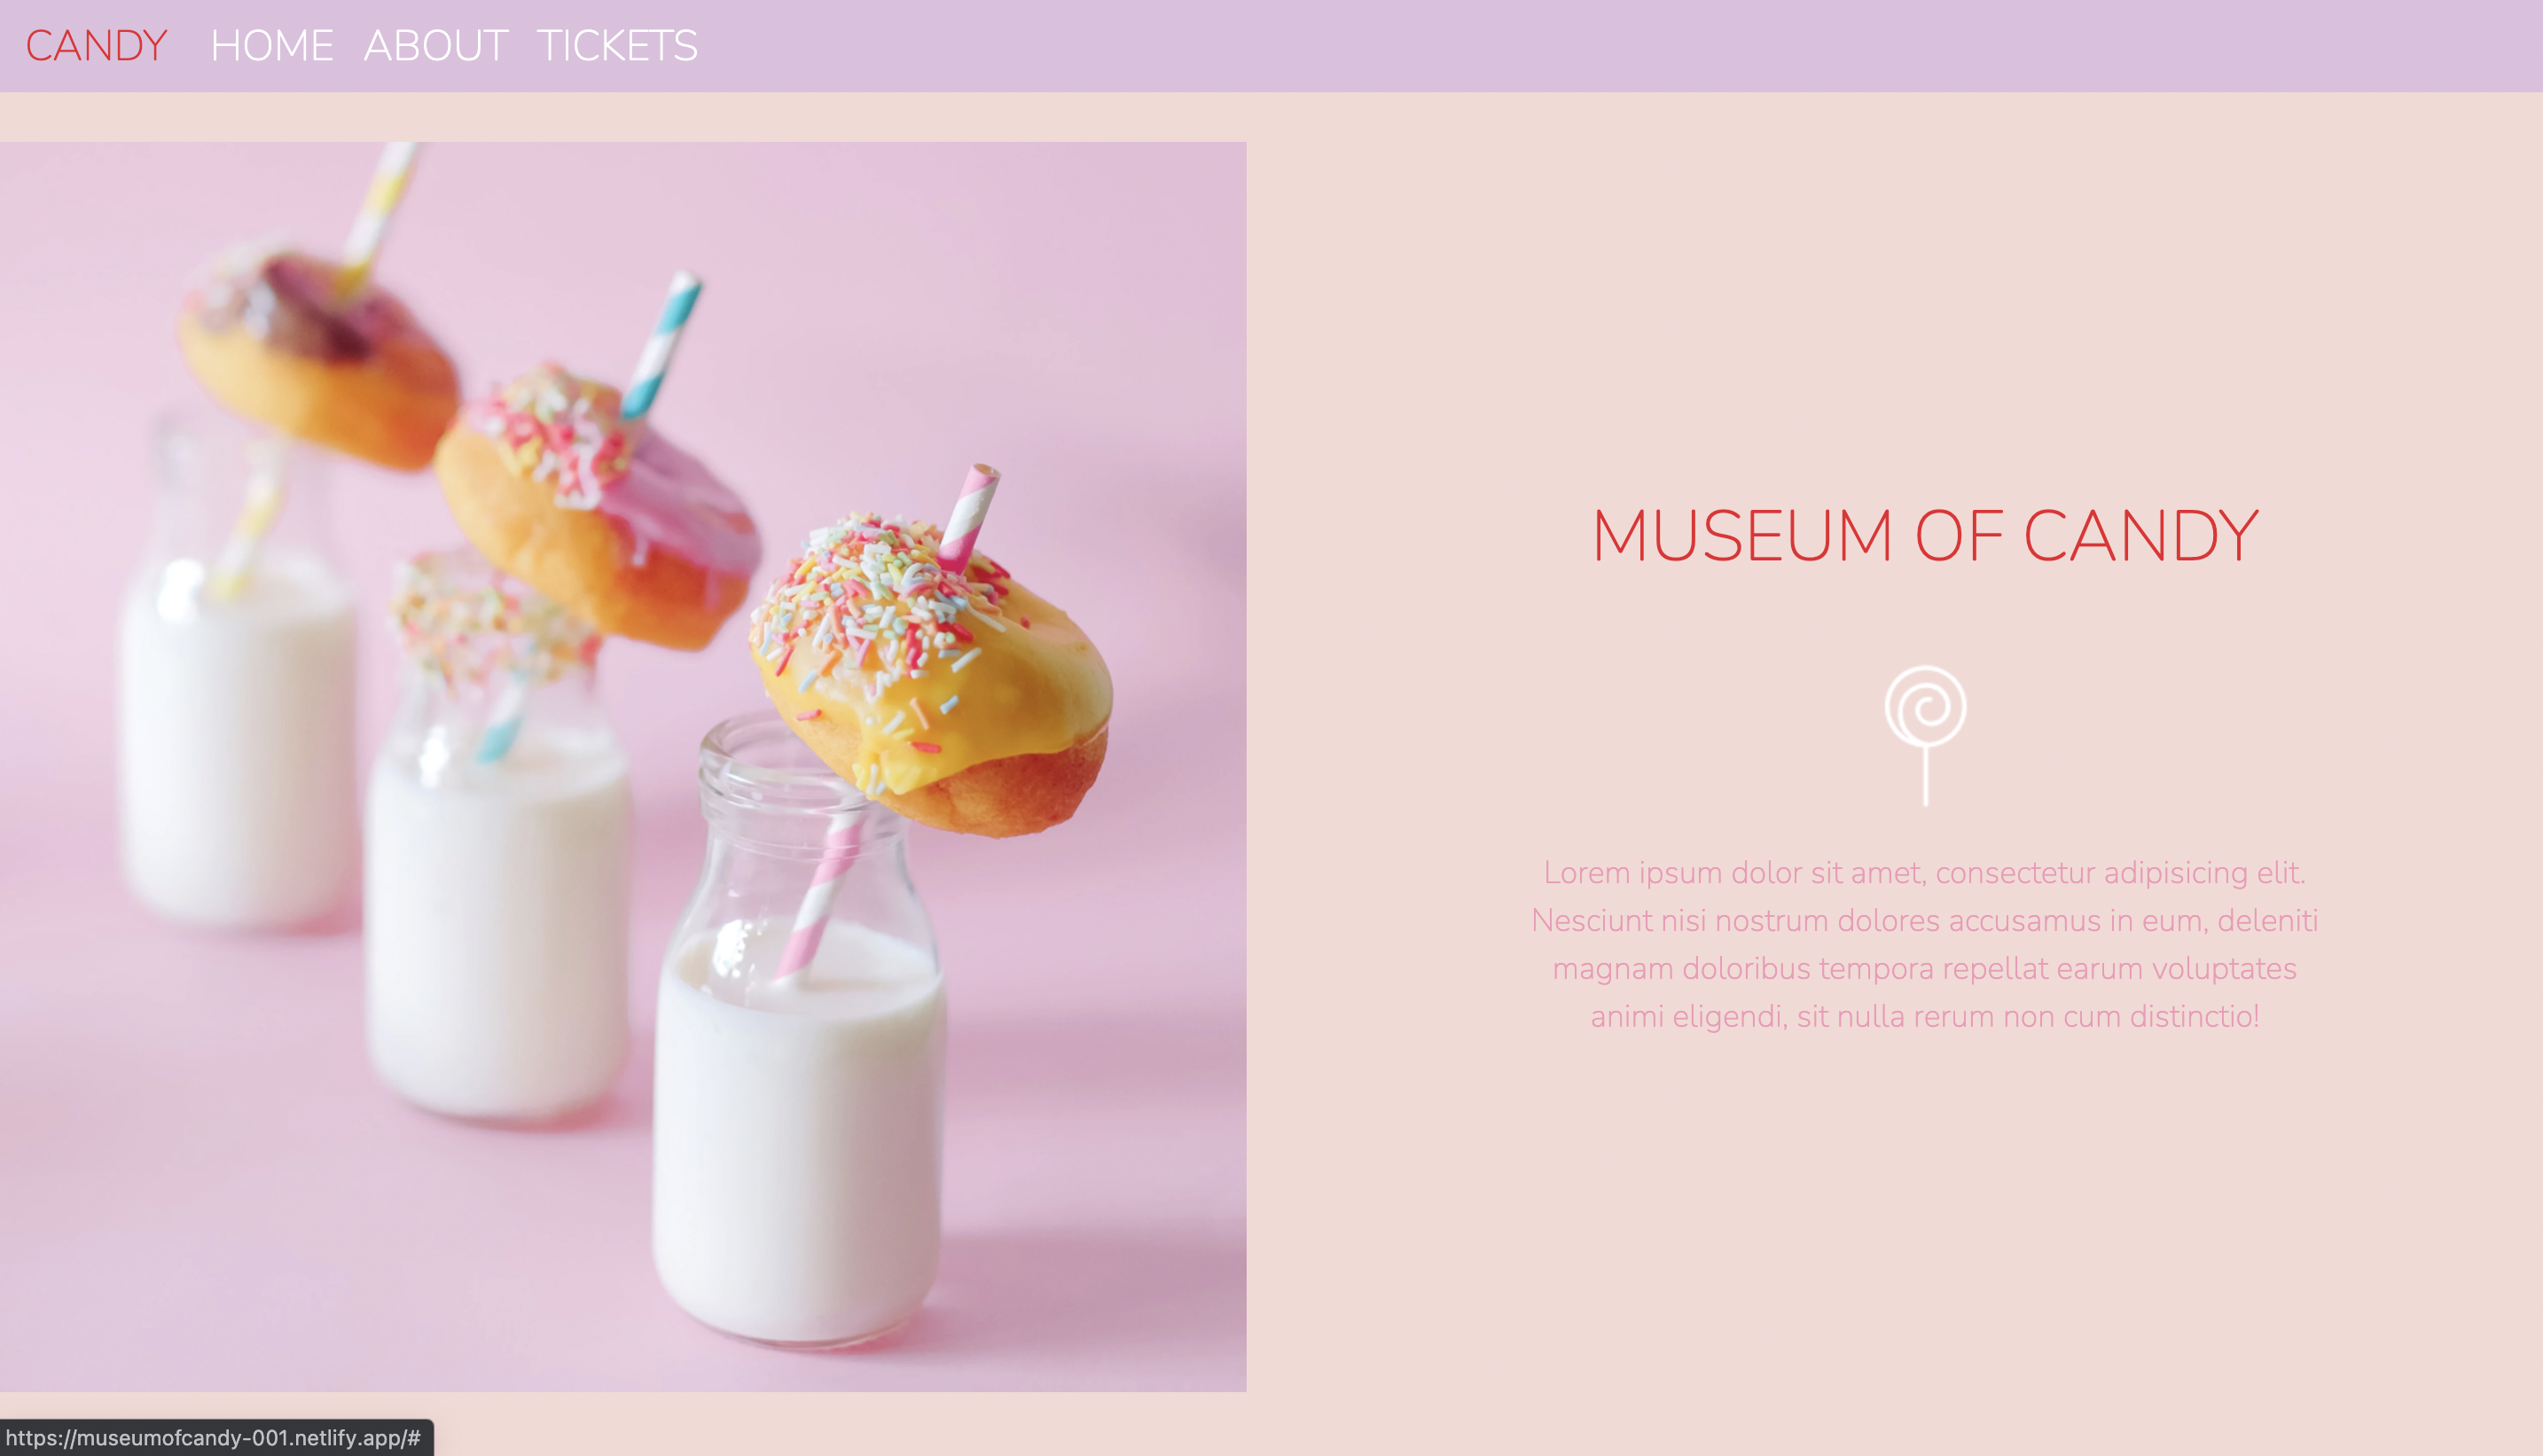 CANDY HOME ABOUT TICKETS
MUSEUM OF CANDY
Lorem ipsum dolor sit amet, consectetur adipisicing elit.
Nesciunt nisi nostrum dolores accusamus in eum, deleniti
magnam doloribus tempora repellat earum voluptates
animi eligendi, sit nulla rerum non cum distinctio!
https://museumofcandy-001.netlify.app/#